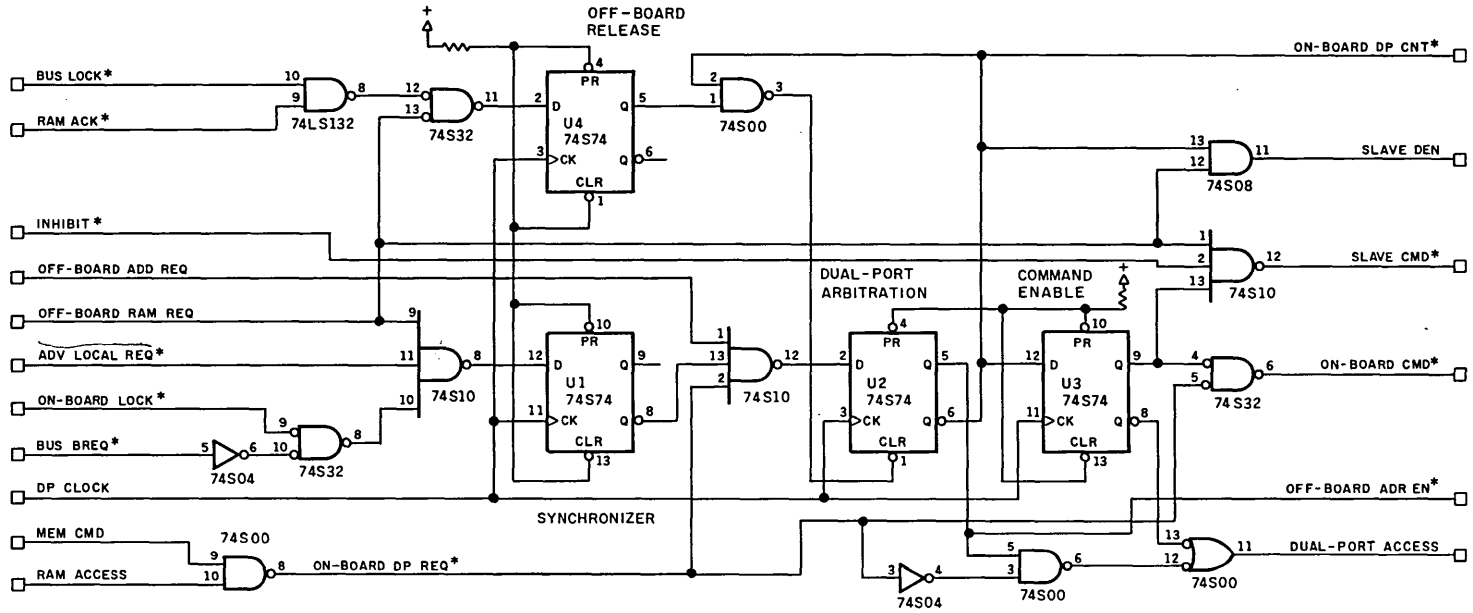 +
OFF-BOARD
RELEASE
ON-BOARD DP CNT*
BUS LOCK*
10
9
8
74LS132
12
13
11
74S32
4
PR
2
D
Q
5
U4
74S74
3
CK
Q
6
CLR
1
2
1
3
74S00
RAM ACK*
13
12
11
SLAVE DEN
74S08
INHIBIT*
1
2
13
12
SLAVE CMD*
74S10
OFF-BOARD ADD REQ
DUAL-PORT
ARBITRATION
COMMAND
ENABLE
+
OFF-BOARD RAM REQ
9
11
10
8
74S10
10
PR
12
D
Q
9
U1
74S74
11
CK
Q
8
CLR
13
1
13
2
12
74S10
4
PR
2
D
Q
5
U2
74S74
3
CK
Q
6
CLR
1
10
PR
12
D
Q
9
U3
74S74
11
CK
Q
8
CLR
13
4
5
6
ON-BOARD CMD*
74S32
ADV LOCAL REQ*
ON-BOARD LOCK*
9
10
8
74S32
BUS BREQ*
5
6
74S04
DP CLOCK
OFF-BOARD ADR EN*
SYNCHRONIZER
MEM CMD
74S00
9
10
8
ON-BOARD DP REQ*
RAM ACCESS
3
4
74S04
5
3
6
74S00
13
12
11
DUAL-PORT ACCESS
74S00